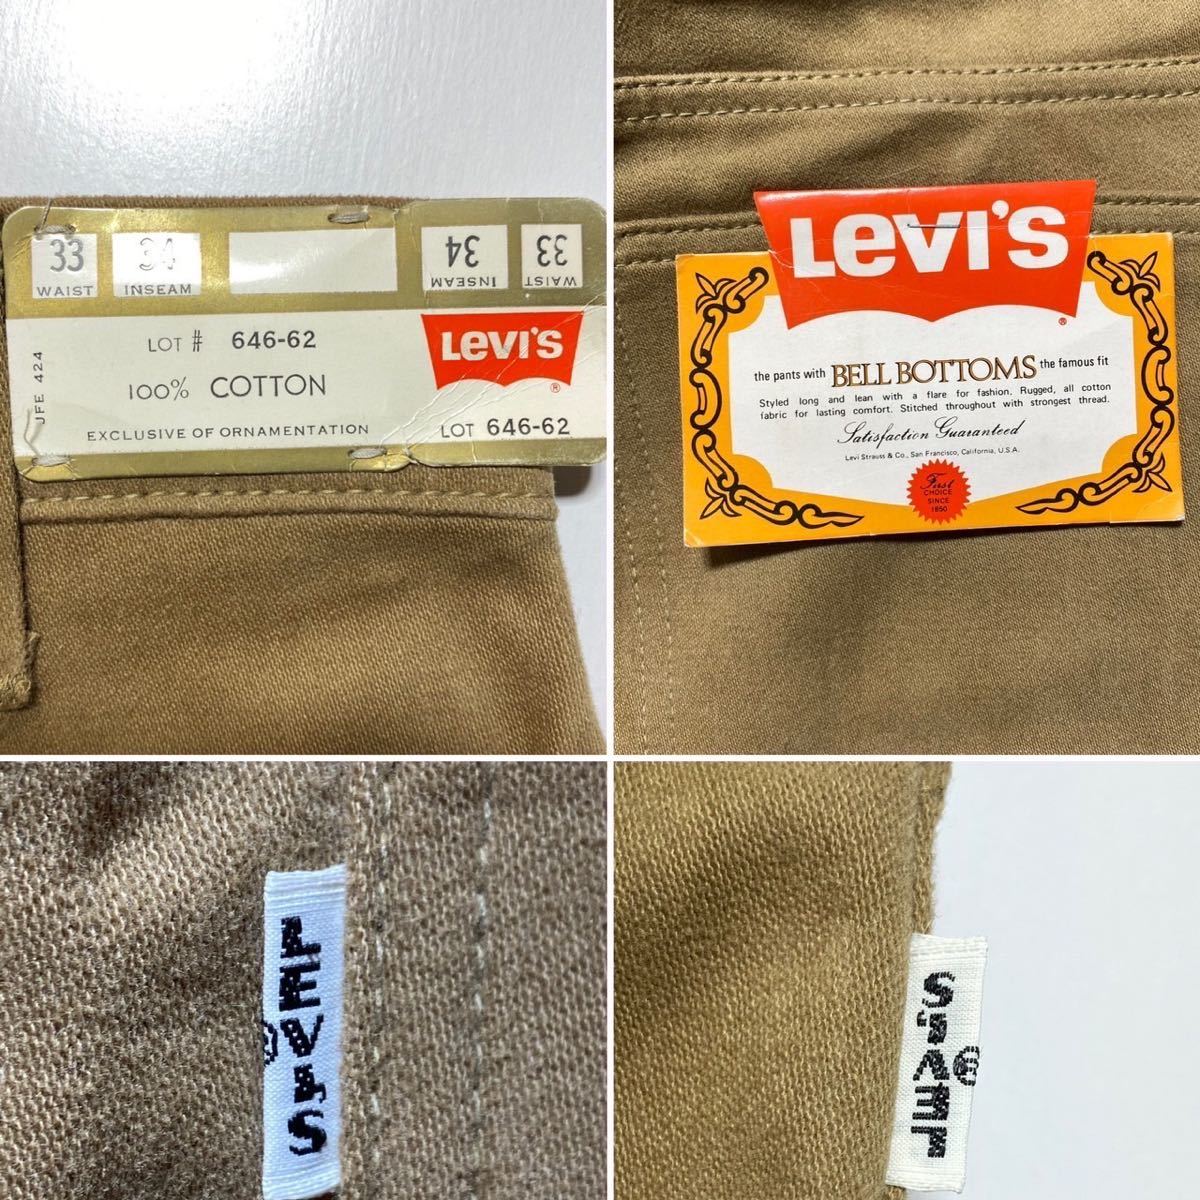 33
WAIST
34
INSEAM
34
INSEAM
33
WAIST
LOT # 646-62
100% COTTON
JFE 424
EXCLUSIVE OF ORNAMENTATION
Levi's
®
LOT 646-62
Levi's
®
the pants with BELL BOTTOMS the famous fit
Styled long and lean with a flare for fashion. Rugged, all cotton
fabric for lasting comfort. Stitched throughout with strongest thread.
Satisfaction Guaranteed
Levi Strauss & Co., San Francisco, California, U.S.A.
First
CHOICE
SINCE
1850
LEVI'S
®
LEVI'S
®